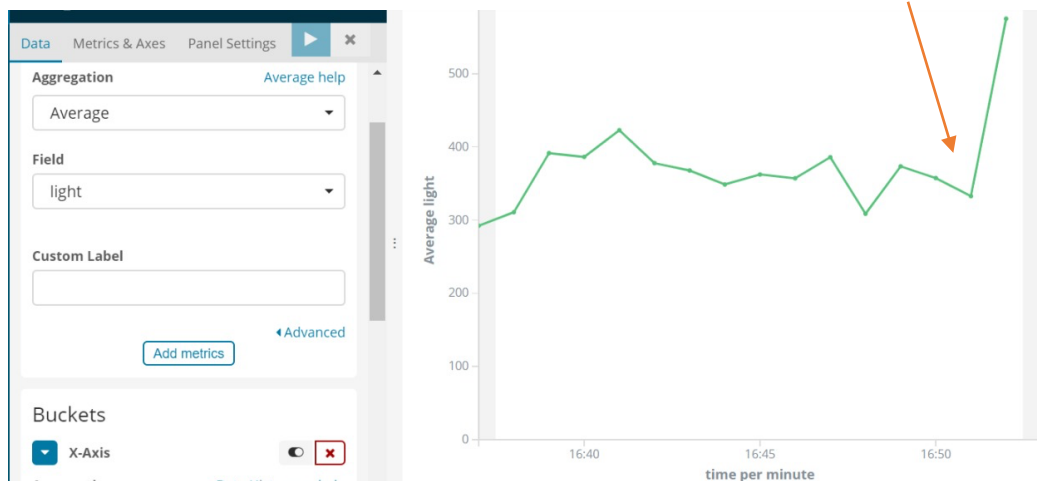 Data Metrics & Axes Panel Settings
Aggregation Average help
Average
Field
light
Custom Label
Advanced
Add metrics
Buckets
X-Axis
500
400
300
200
100
0
Average light
16:40 16:45 16:50
time per minute